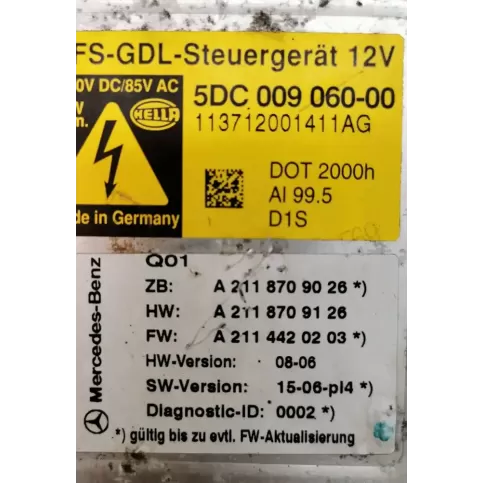 FS-GDL-Steuergerät 12V
0V DC/85V AC
V
n.
HELLA
5DC 009 060-00
113712001411AG
DOT 2000h
Al 99.5
D1S
de in Germany
Mercedes-Benz
Q01
ZB: A 211 870 90 26 *)
HW: A 211 870 91 26
FW: A 211 442 02 03 *)
HW-Version: 08-06
SW-Version: 15-06-pl4 *)
Diagnostic-ID: 0002 *)
*) gültig bis zu evtl. FW-Aktualisierung